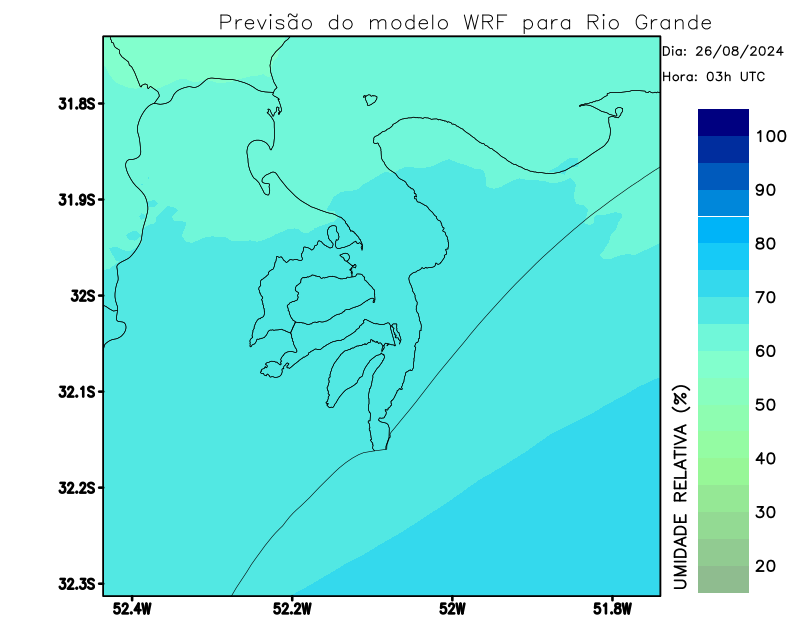 Previsão do modelo WRF para Rio Grande
Dia: 26/08/2024
Hora: 03h UTC
31.8S
31.9S
32S
32.1S
32.2S
32.3S
52.4W
52.2W
52W
51.8W
UMIDADE RELATIVA (%)
100
90
80
70
60
50
40
30
20